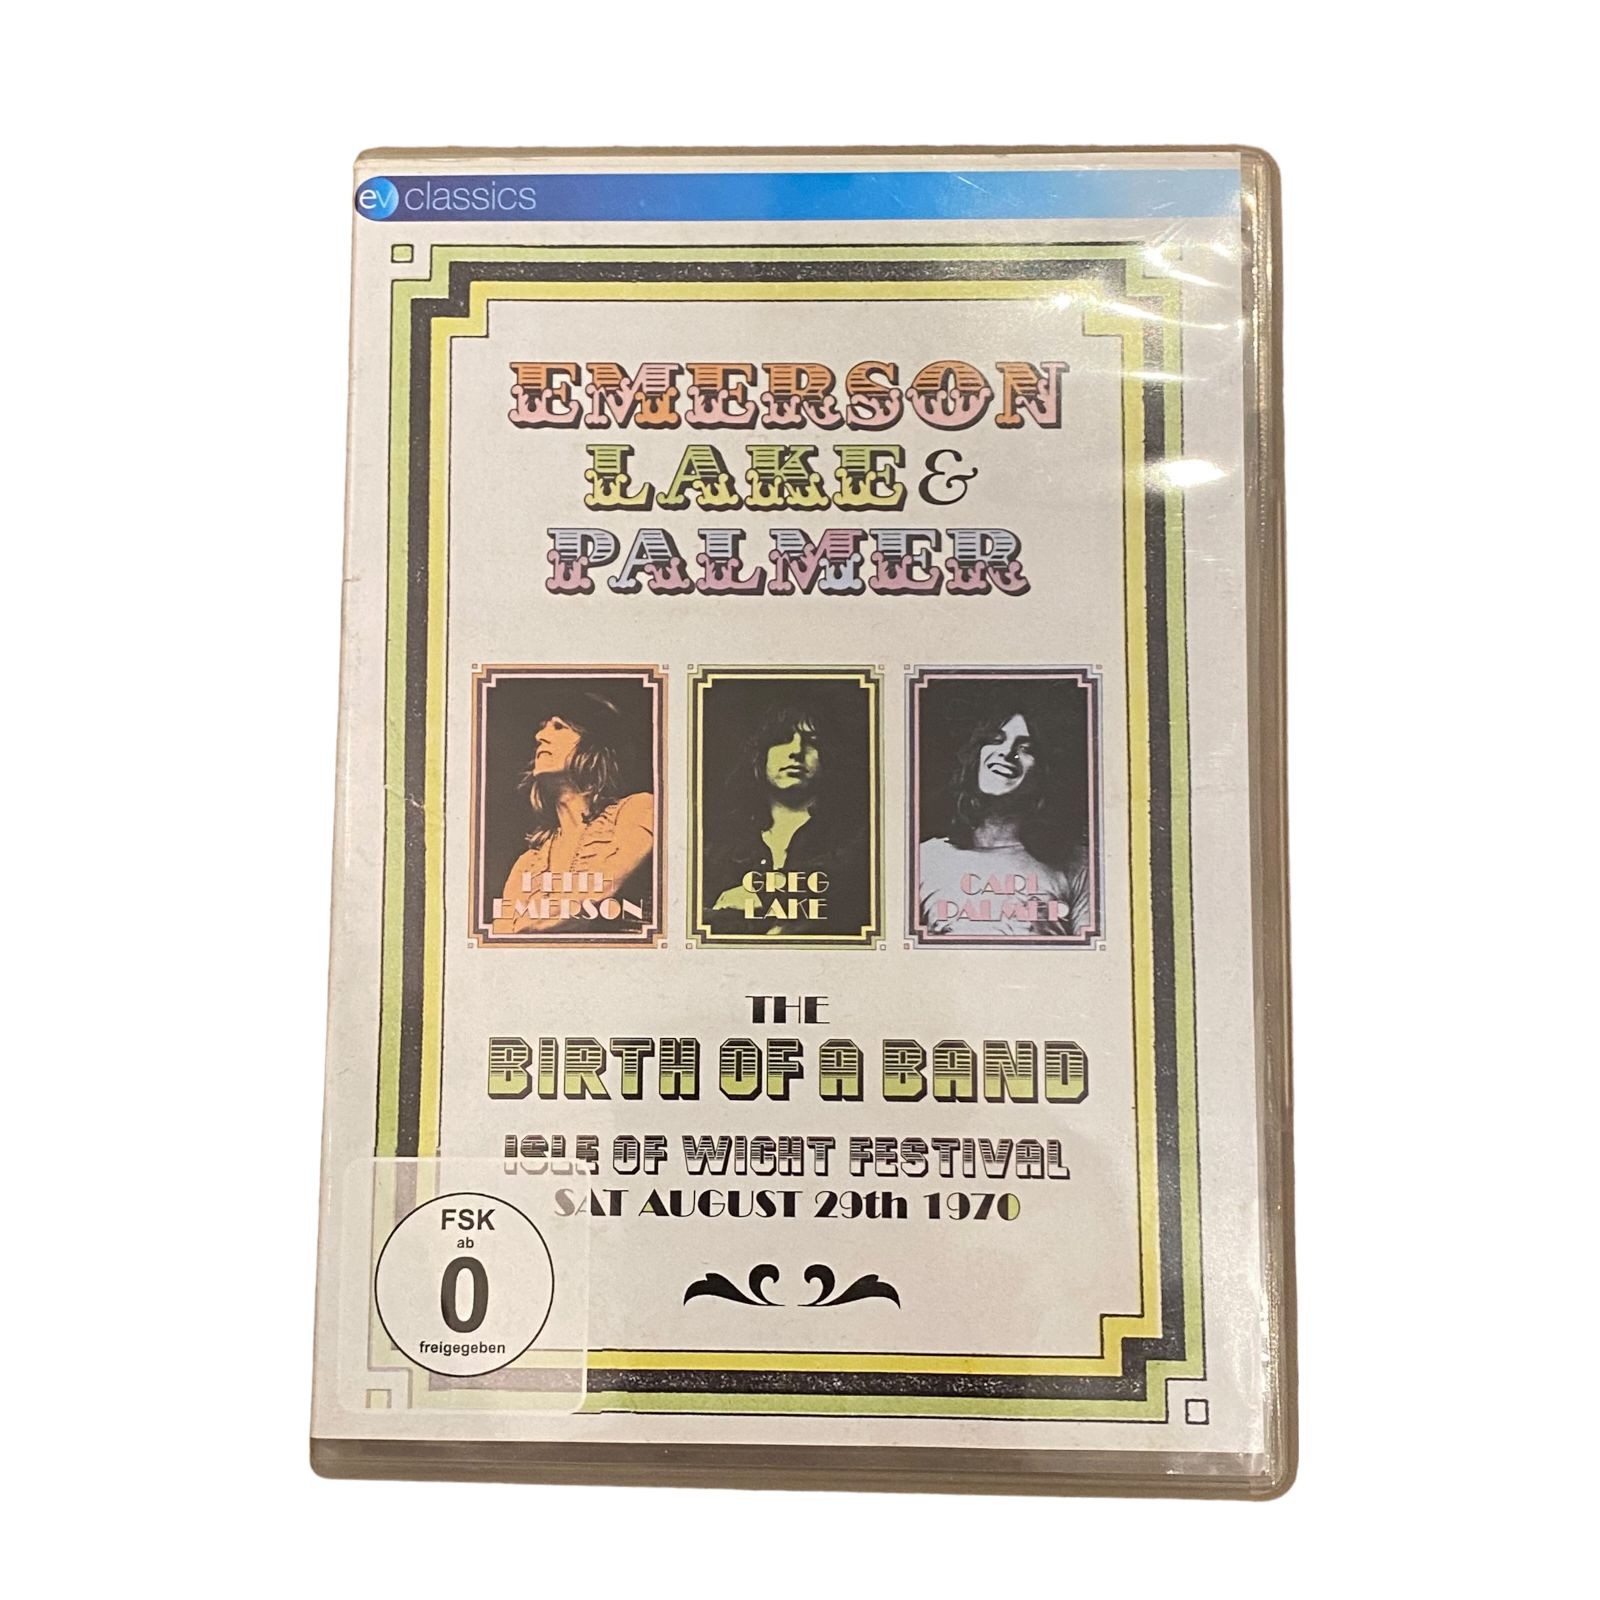 ev classics
EMERSON
LAKE &
PALMER
KEITH
EMERSON
GREG
LAKE
CARL
PALMER
THE
BIRTH OF A BAND
ISLE OF WIGHT FESTIVAL
SAT AUGUST 29th 1970
FSK
ab
0
freigegeben